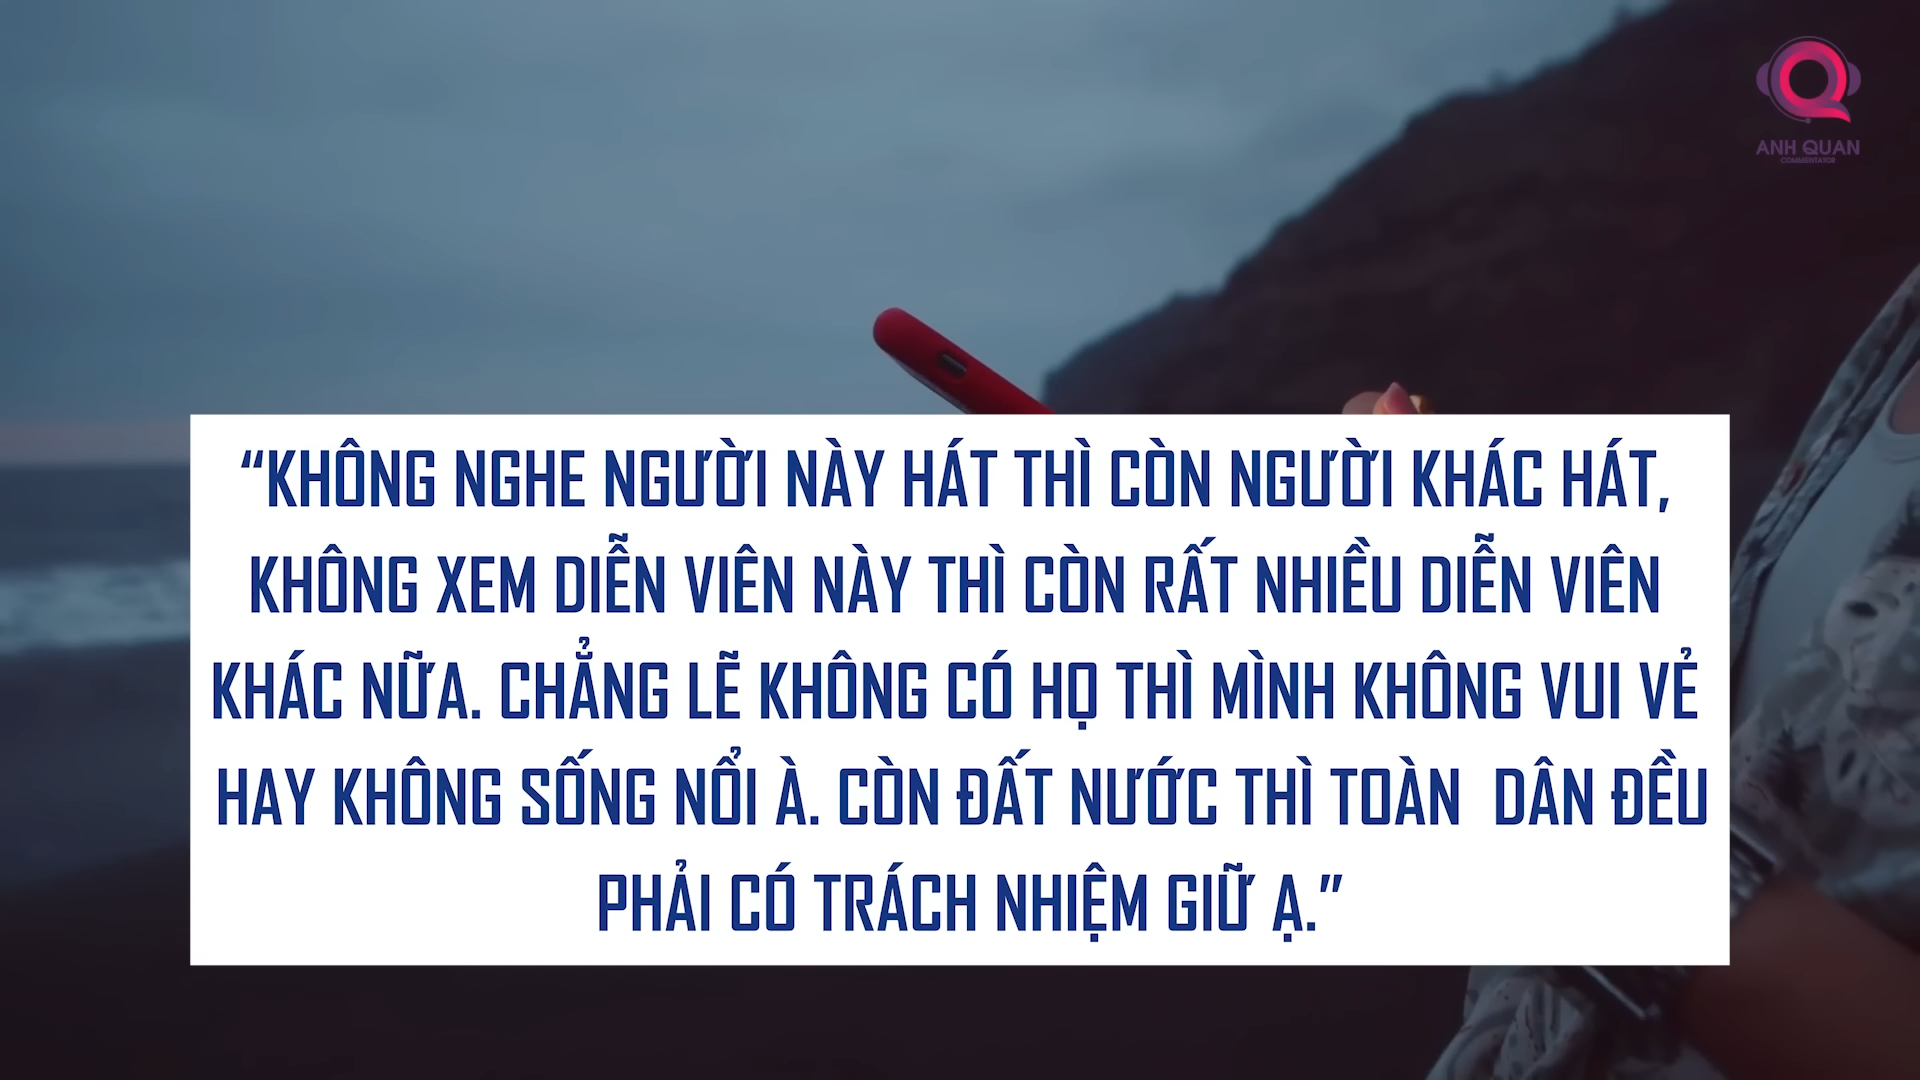 ANH QUAN
COMMENTATOR
“KHÔNG NGHE NGƯỜI NÀY HÁT THÌ CÒN NGƯỜI KHÁC HÁT,
KHÔNG XEM DIỄN VIÊN NÀY THÌ CÒN RẤT NHIỀU DIỄN VIÊN
KHÁC NỮA. CHẲNG LẼ KHÔNG CÓ HỌ THÌ MÌNH KHÔNG VUI VẺ
HAY KHÔNG SỐNG NỔI À. CÒN ĐẤT NƯỚC THÌ TOÀN DÂN ĐỀU
PHẢI CÓ TRÁCH NHIỆM GIỮ Ạ.”